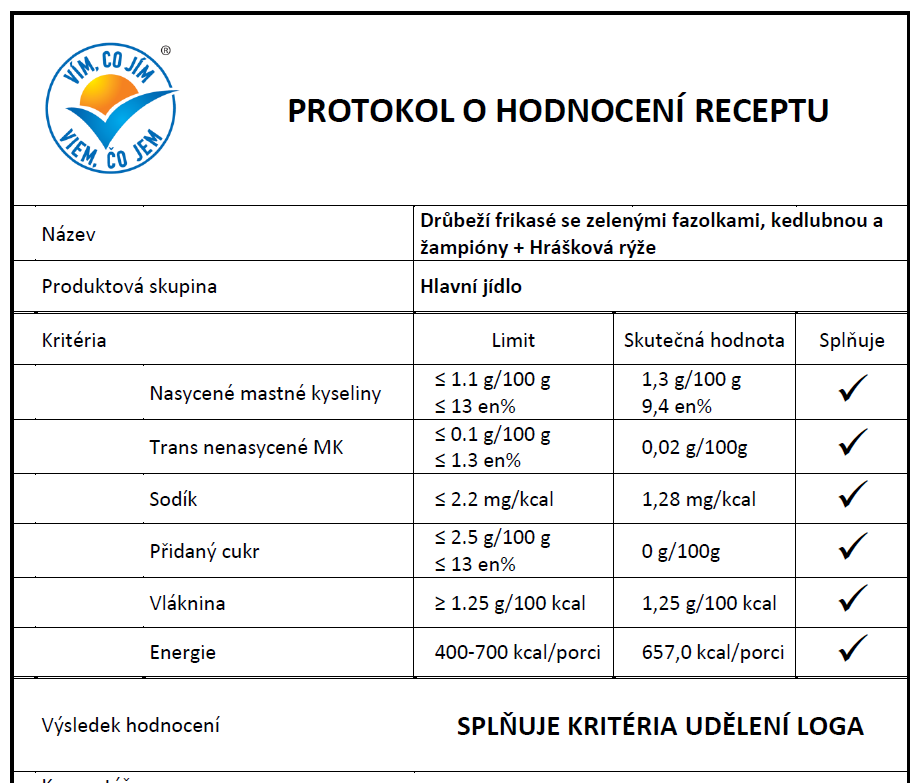 VÍM, CO JÍM
®
VIEM, ČO JEM
PROTOKOL O HODNOCENÍ RECEPTU
Název
Drůbeží frikasé se zelenými fazolkami, kedlubnou a
žampióny + Hrášková rýže
Produktová skupina
Hlavní jídlo
Kritéria Limit Skutečná hodnota Splňuje
Nasycené mastné kyseliny
≤ 1.1 g/100 g 1,3 g/100 g
≤ 13 en% 9,4 en%
✓
Trans nenasycené MK
≤ 0.1 g/100 g
≤ 1.3 en%
0,02 g/100g ✓
Sodík ≤ 2.2 mg/kcal 1,28 mg/kcal ✓
Přidaný cukr
≤ 2.5 g/100 g
≤ 13 en%
0 g/100g ✓
Vláknina ≥ 1.25 g/100 kcal 1,25 g/100 kcal ✓
Energie 400-700 kcal/porci 657,0 kcal/porci ✓
Výsledek hodnocení SPLŇUJE KRITÉRIA UDĚLENÍ LOGA